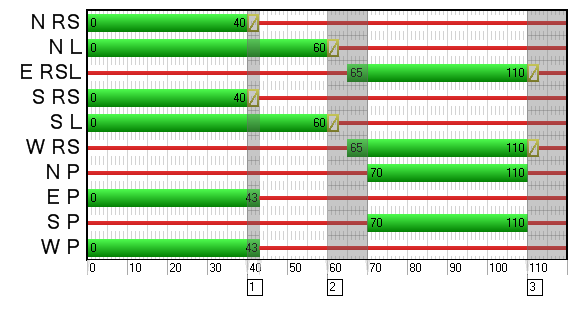 N RS 0 40
N L 0 60
E RSL 65 110
S RS 0 40
S L 0 60
W RS 65 110
N P 70 110
E P 0 43
S P 70 110
W P 0 43
0 10 20 30 40 50 60 70 80 90 100 110
1 2 3